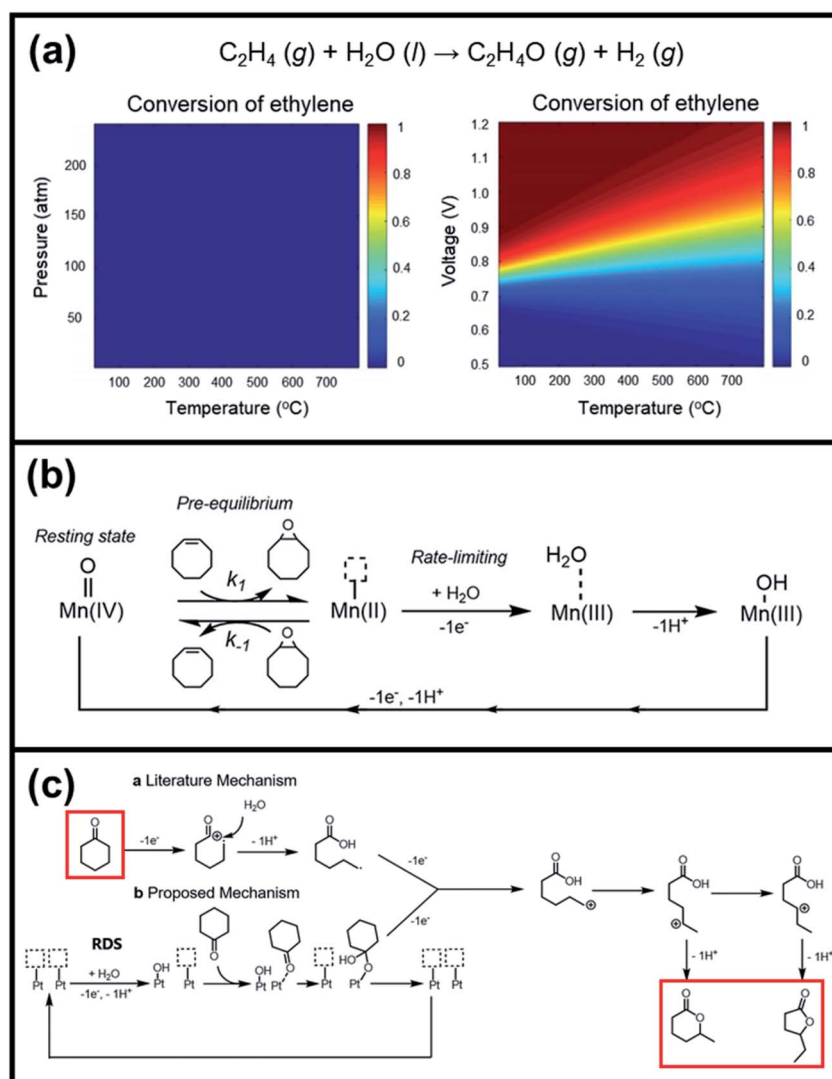 (a)
C₂H₄ (g) + H₂O (l) → C₂H₄O (g) + H₂ (g)
Conversion of ethylene
Pressure (atm)
200
150
100
50
100 200 300 400 500 600 700
Temperature (°C)
1
0.8
0.6
0.4
0.2
0
Conversion of ethylene
Voltage (V)
1.2
1.1
1.0
0.9
0.8
0.7
0.6
0.5
100 200 300 400 500 600 700
Temperature (°C)
1
0.8
0.6
0.4
0.2
0
(b)
Pre-equilibrium
Resting state
O
O
k₁
Mn(IV)
k₋₁
O
Mn(II)
Rate-limiting
+ H₂O
-1e⁻
H₂O
Mn(III)
-1H⁺
OH
Mn(III)
-1e⁻, -1H⁺
(c)
a Literature Mechanism
O
-1e⁻
O
H₂O
- 1H⁺
O
OH
-1e⁻
b Proposed Mechanism
RDS
Pt Pt
+ H₂O
-1e⁻, - 1H⁺
OH
Pt Pt
O
O
OH
Pt Pt
HO
O
Pt Pt
-1e⁻
Pt Pt
O
OH
O
OH
O
OH
- 1H⁺
- 1H⁺
O
O
O
O